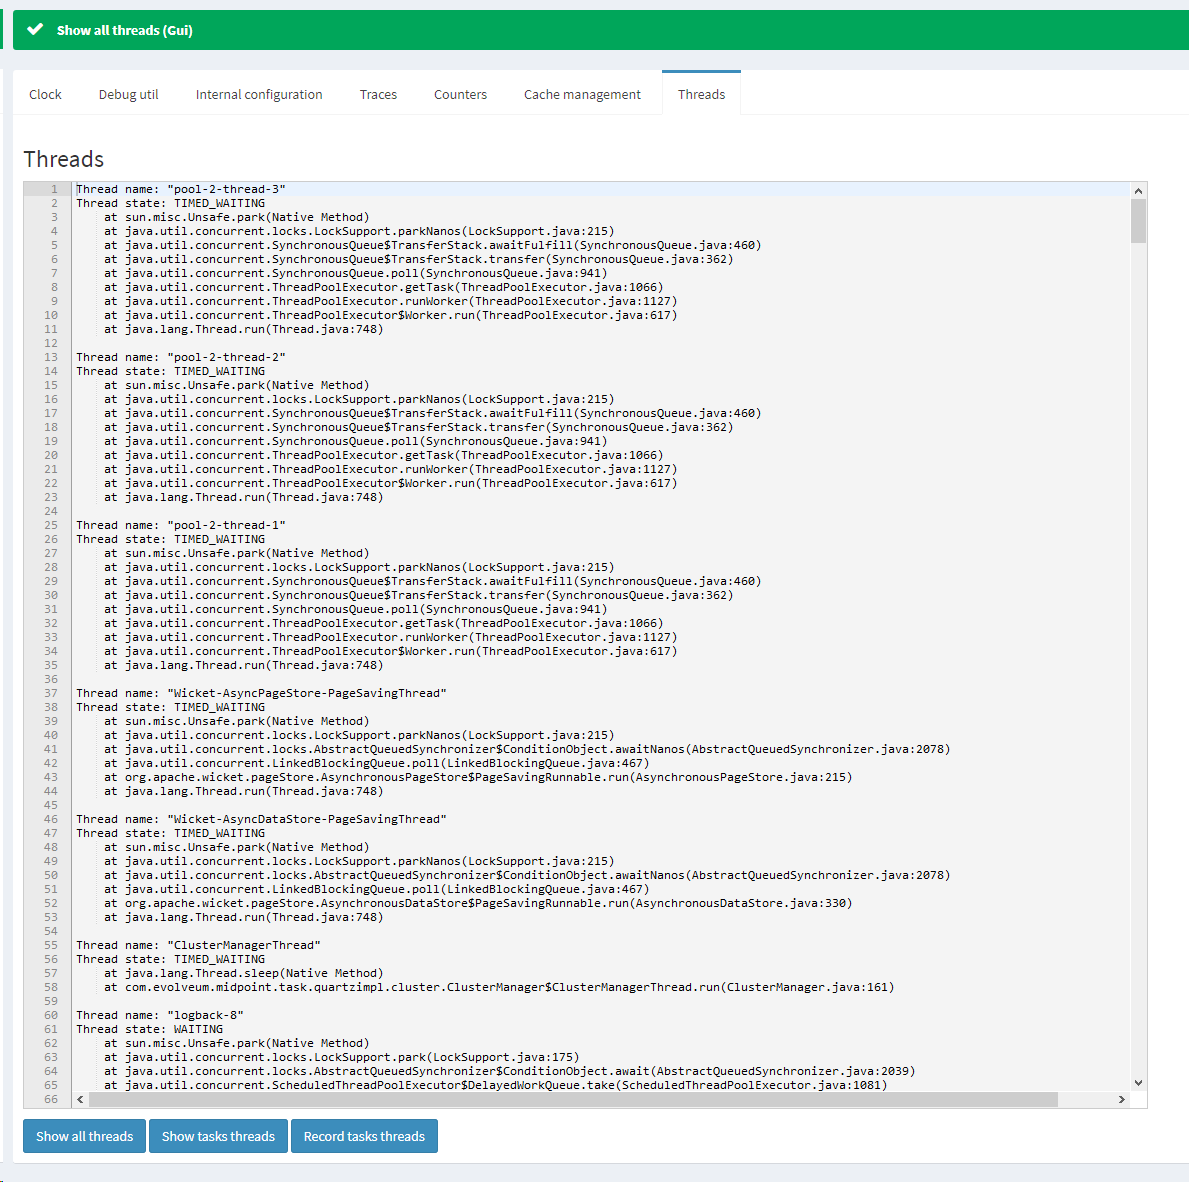 Show all threads (Gui)
Clock Debug util Internal configuration Traces Counters Cache management Threads
Threads
1 Thread name: "pool-2-thread-3"
2 Thread state: TIMED_WAITING
3 at sun.misc.Unsafe.park(Native Method)
4 at java.util.concurrent.locks.LockSupport.parkNanos(LockSupport.java:215)
5 at java.util.concurrent.SynchronousQueue$TransferStack.awaitFulfill(SynchronousQueue.java:460)
6 at java.util.concurrent.SynchronousQueue$TransferStack.transfer(SynchronousQueue.java:362)
7 at java.util.concurrent.SynchronousQueue.poll(SynchronousQueue.java:941)
8 at java.util.concurrent.ThreadPoolExecutor.getTask(ThreadPoolExecutor.java:1066)
9 at java.util.concurrent.ThreadPoolExecutor.runWorker(ThreadPoolExecutor.java:1127)
10 at java.util.concurrent.ThreadPoolExecutor$Worker.run(ThreadPoolExecutor.java:617)
11 at java.lang.Thread.run(Thread.java:748)
12
13 Thread name: "pool-2-thread-2"
14 Thread state: TIMED_WAITING
15 at sun.misc.Unsafe.park(Native Method)
16 at java.util.concurrent.locks.LockSupport.parkNanos(LockSupport.java:215)
17 at java.util.concurrent.SynchronousQueue$TransferStack.awaitFulfill(SynchronousQueue.java:460)
18 at java.util.concurrent.SynchronousQueue$TransferStack.transfer(SynchronousQueue.java:362)
19 at java.util.concurrent.SynchronousQueue.poll(SynchronousQueue.java:941)
20 at java.util.concurrent.ThreadPoolExecutor.getTask(ThreadPoolExecutor.java:1066)
21 at java.util.concurrent.ThreadPoolExecutor.runWorker(ThreadPoolExecutor.java:1127)
22 at java.util.concurrent.ThreadPoolExecutor$Worker.run(ThreadPoolExecutor.java:617)
23 at java.lang.Thread.run(Thread.java:748)
24
25 Thread name: "pool-2-thread-1"
26 Thread state: TIMED_WAITING
27 at sun.misc.Unsafe.park(Native Method)
28 at java.util.concurrent.locks.LockSupport.parkNanos(LockSupport.java:215)
29 at java.util.concurrent.SynchronousQueue$TransferStack.awaitFulfill(SynchronousQueue.java:460)
30 at java.util.concurrent.SynchronousQueue$TransferStack.transfer(SynchronousQueue.java:362)
31 at java.util.concurrent.SynchronousQueue.poll(SynchronousQueue.java:941)
32 at java.util.concurrent.ThreadPoolExecutor.getTask(ThreadPoolExecutor.java:1066)
33 at java.util.concurrent.ThreadPoolExecutor.runWorker(ThreadPoolExecutor.java:1127)
34 at java.util.concurrent.ThreadPoolExecutor$Worker.run(ThreadPoolExecutor.java:617)
35 at java.lang.Thread.run(Thread.java:748)
36
37 Thread name: "Wicket-AsyncPageStore-PageSavingThread"
38 Thread state: TIMED_WAITING
39 at sun.misc.Unsafe.park(Native Method)
40 at java.util.concurrent.locks.LockSupport.parkNanos(LockSupport.java:215)
41 at java.util.concurrent.locks.AbstractQueuedSynchronizer$ConditionObject.awaitNanos(AbstractQueuedSynchronizer.java:2078)
42 at java.util.concurrent.LinkedBlockingQueue.poll(LinkedBlockingQueue.java:467)
43 at org.apache.wicket.pageStore.AsynchronousPageStore$PageSavingRunnable.run(AsynchronousPageStore.java:215)
44 at java.lang.Thread.run(Thread.java:748)
45
46 Thread name: "Wicket-AsyncDataStore-PageSavingThread"
47 Thread state: TIMED_WAITING
48 at sun.misc.Unsafe.park(Native Method)
49 at java.util.concurrent.locks.LockSupport.parkNanos(LockSupport.java:215)
50 at java.util.concurrent.locks.AbstractQueuedSynchronizer$ConditionObject.awaitNanos(AbstractQueuedSynchronizer.java:2078)
51 at java.util.concurrent.LinkedBlockingQueue.poll(LinkedBlockingQueue.java:467)
52 at org.apache.wicket.pageStore.AsynchronousDataStore$PageSavingRunnable.run(AsynchronousDataStore.java:330)
53 at java.lang.Thread.run(Thread.java:748)
54
55 Thread name: "ClusterManagerThread"
56 Thread state: TIMED_WAITING
57 at java.lang.Thread.sleep(Native Method)
58 at com.evolveum.midpoint.task.quartzimpl.cluster.ClusterManager$ClusterManagerThread.run(ClusterManager.java:161)
59
60 Thread name: "logback-8"
61 Thread state: WAITING
62 at sun.misc.Unsafe.park(Native Method)
63 at java.util.concurrent.locks.LockSupport.park(LockSupport.java:175)
64 at java.util.concurrent.locks.AbstractQueuedSynchronizer$ConditionObject.await(AbstractQueuedSynchronizer.java:2039)
65 at java.util.concurrent.ScheduledThreadPoolExecutor$DelayedWorkQueue.take(ScheduledThreadPoolExecutor.java:1081)
66
Show all threads Show tasks threads Record tasks threads